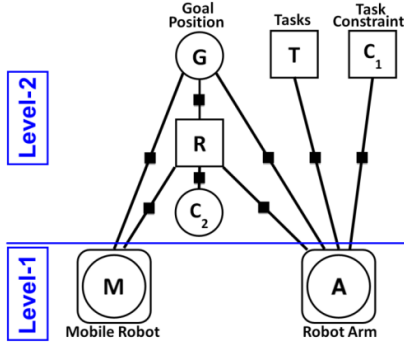 Goal
Position
Tasks
Task
Constraint
G
T
C1
Level-2
R
C2
Level-1
M
A
Mobile Robot
Robot Arm